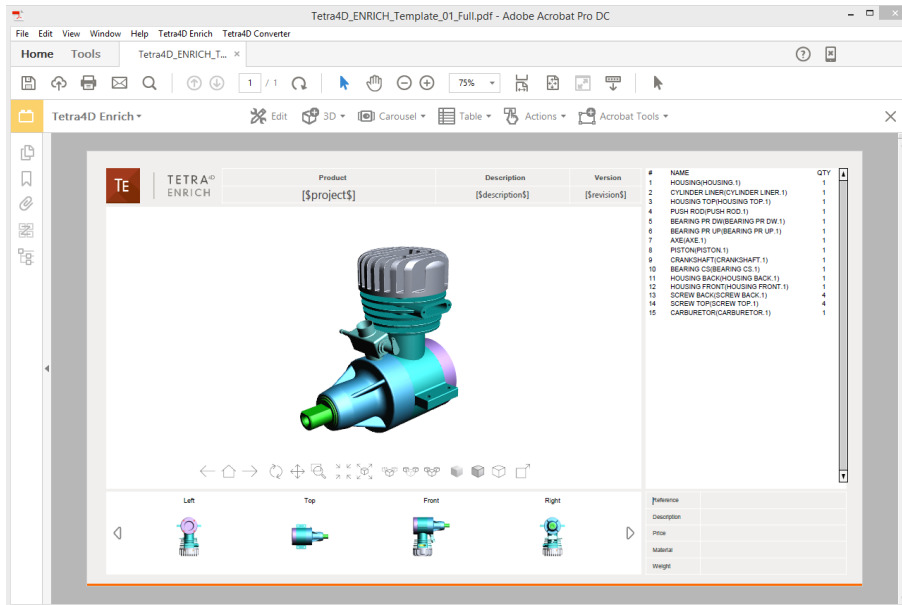 Tetra4D_ENRICH_Template_01_Full.pdf - Adobe Acrobat Pro DC
File Edit View Window Help Tetra4D Enrich Tetra4D Converter
Home Tools Tetra4D_ENRICH_T... ×
1 / 1 75%
Tetra4D Enrich Edit 3D Carousel Table Actions Acrobat Tools
TE TETRA4D ENRICH
Product Description Version
[$project$] [$description$] [$revision$]
# NAME QTY
1 HOUSING(HOUSING.1) 1
2 CYLINDER LINER(CYLINDER LINER.1) 1
3 HOUSING TOP(HOUSING TOP.1) 1
4 PUSH ROD(PUSH ROD.1) 1
5 BEARING PR DW(BEARING PR DW.1) 1
6 BEARING PR UP(BEARING PR UP.1) 1
7 AXE(AXE.1) 1
8 PISTON(PISTON.1) 1
9 CRANKSHAFT(CRANKSHAFT.1) 1
10 BEARING CS(BEARING CS.1) 1
11 HOUSING BACK(HOUSING BACK.1) 1
12 HOUSING FRONT(HOUSING FRONT.1) 1
13 SCREW BACK(SCREW BACK.1) 4
14 SCREW TOP(SCREW TOP.1) 4
15 CARBURETOR(CARBURETOR.1) 1
Left Top Front Right
Reference
Description
Price
Material
Weight